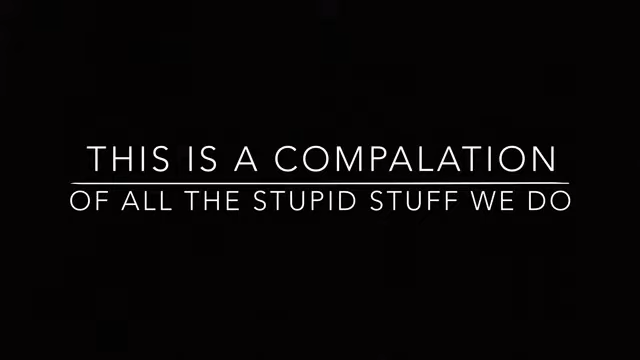 THIS IS A COMPALATION
OF ALL THE STUPID STUFF WE DO